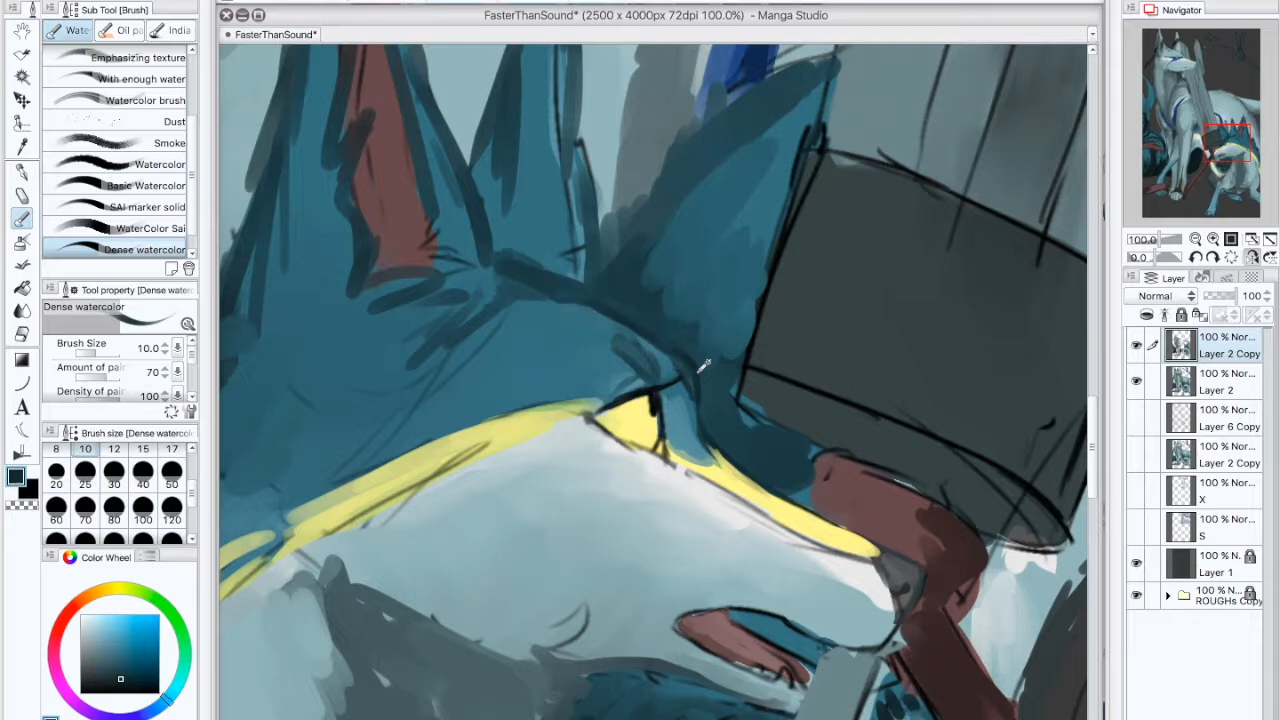 Sub Tool [Brush]
Wate
Oil pa
India
Emphasizing texture
With enough water
Watercolor brush
Dust
Smoke
Watercolor
Basic Watercolor
SAI marker solid
WaterColor Sai
Dense watercolor
Tool property [Dense water
Dense watercolor
Brush Size 10.0
Amount of pain 70
Density of pain 100
Brush size [Dense watercol
8 10 12 15 17
20 25 30 40 50
60 70 80 100 120
Color Wheel
FasterThanSound* (2500 x 4000px 72dpi 100.0%) - Manga Studio
FasterThanSound*
Navigator
100.0
0.0
Layer
Normal 100
100 % Nor...
Layer 2 Copy
100 % Nor...
Layer 2
100 % Nor...
Layer 6 Copy
100 % Nor...
Layer 2 Copy
100 % Nor...
X
100 % Nor...
S
100 % N.
Layer 1
100 % N...
ROUGHs Copy